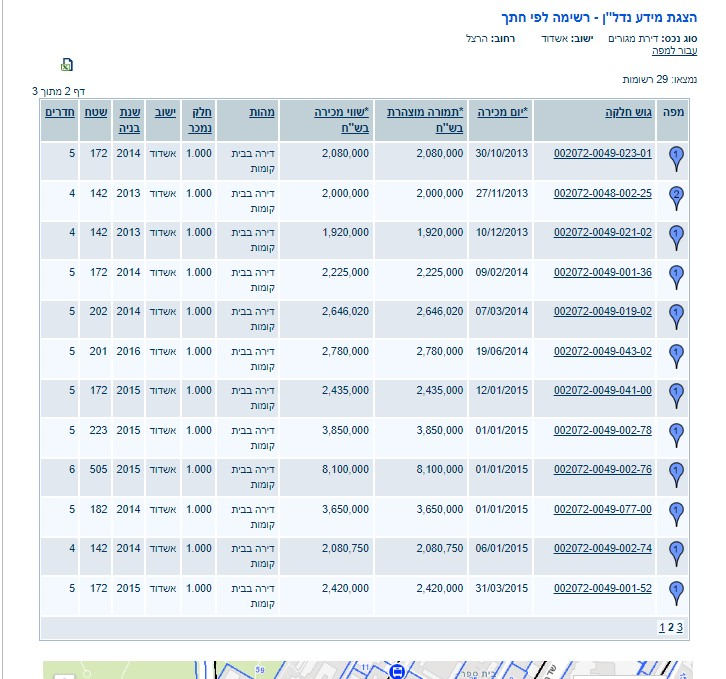 הצגת מידע נדל"ן - רשימה לפי חתך
סוג נכס: דירת מגורים ישוב: אשדוד רחוב: הרצל
עבור למפה
נמצאו: 29 רשומות
דף 2 מתוך 3
מפה גוש חלקה יום מכירה* תמורה מוצהרת* בש"ח שווי מכירה* בש"ח מהות חלק נמכר ישוב שנת בניה שטח חדרים
1 002072-0049-023-01 30/10/2013 2,080,000 2,080,000 דירה בבית קומות 1.000 אשדוד 2014 172 5
2 002072-0048-002-25 27/11/2013 2,000,000 2,000,000 דירה בבית קומות 1.000 אשדוד 2013 142 4
1 002072-0049-021-02 10/12/2013 1,920,000 1,920,000 דירה בבית קומות 1.000 אשדוד 2013 142 4
1 002072-0049-001-36 09/02/2014 2,225,000 2,225,000 דירה בבית קומות 1.000 אשדוד 2014 172 5
1 002072-0049-019-02 07/03/2014 2,646,020 2,646,020 דירה בבית קומות 1.000 אשדוד 2014 202 5
1 002072-0049-043-02 19/06/2014 2,780,000 2,780,000 דירה בבית קומות 1.000 אשדוד 2016 201 5
1 002072-0049-041-00 12/01/2015 2,435,000 2,435,000 דירה בבית קומות 1.000 אשדוד 2015 172 5
1 002072-0049-002-78 01/01/2015 3,850,000 3,850,000 דירה בבית קומות 1.000 אשדוד 2015 223 5
1 002072-0049-002-76 01/01/2015 8,100,000 8,100,000 דירה בבית קומות 1.000 אשדוד 2015 505 6
1 002072-0049-077-00 01/01/2015 3,650,000 3,650,000 דירה בבית קומות 1.000 אשדוד 2014 182 5
1 002072-0049-002-74 06/01/2015 2,080,750 2,080,750 דירה בבית קומות 1.000 אשדוד 2014 142 4
1 002072-0049-001-52 31/03/2015 2,420,000 2,420,000 דירה בבית קומות 1.000 אשדוד 2015 172 5
1 2 3
59 11 בית ספר